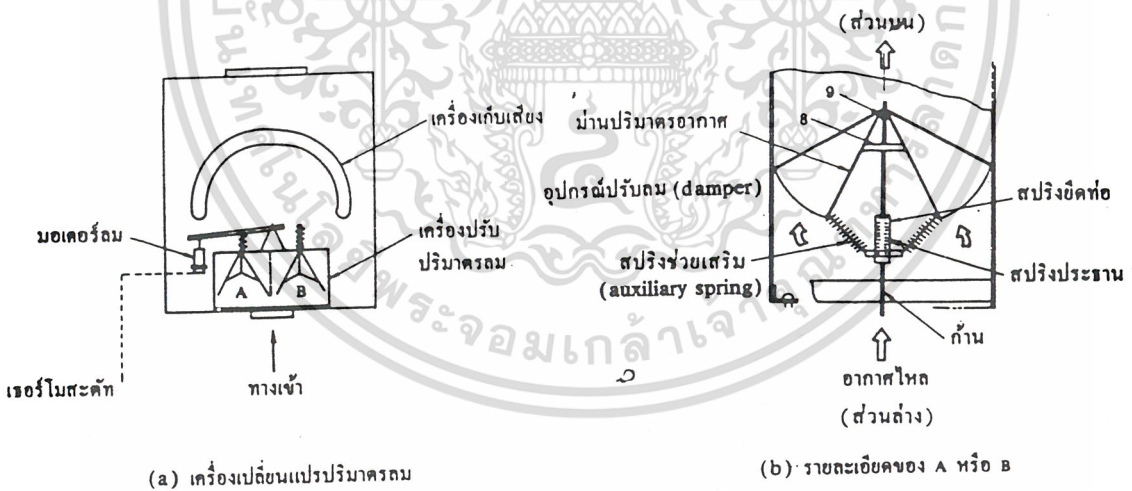 (ส่วนบน)
9
8
เครื่องเก็บเสียง
ม่านปริมาตรอากาศ
อุปกรณ์ปรับลม (damper)
สปริงยึดท่อ
มอเตอร์ลม
เครื่องปรับ
ปริมาตรลม
A
B
สปริงช่วยเสริม
(auxiliary spring)
สปริงประธาน
ก้าน
เธอร์โมสะตัท
ทางเข้า
อากาศไหล
(ส่วนล่าง)
(a) เครื่องเปลี่ยนแปรปริมาตรลม
(b) รายละเอียดของ A หรือ B